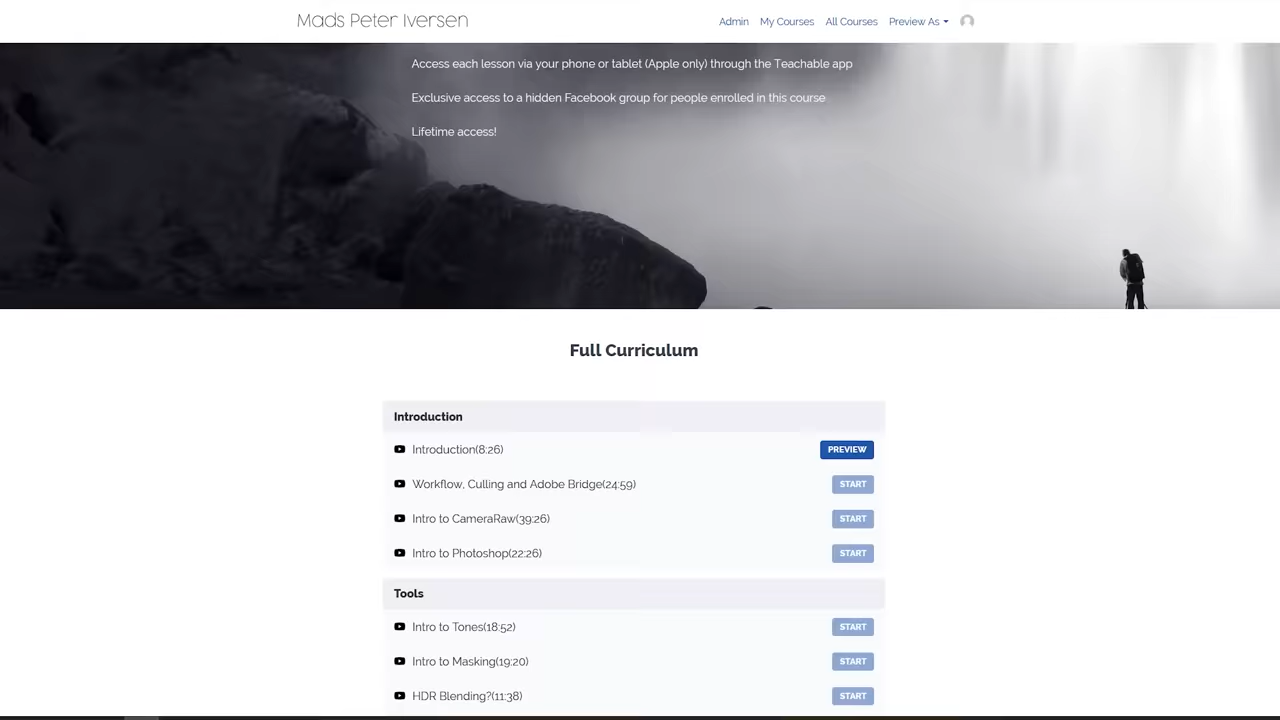 Mads Peter Iversen
Admin My Courses All Courses Preview As
Access each lesson via your phone or tablet (Apple only) through the Teachable app
Exclusive access to a hidden Facebook group for people enrolled in this course
Lifetime access!
Full Curriculum
Introduction
Introduction(8:26) PREVIEW
Workflow, Culling and Adobe Bridge(24:59) START
Intro to CameraRaw(39:26) START
Intro to Photoshop(22:26) START
Tools
Intro to Tones(18:52) START
Intro to Masking(19:20) START
HDR Blending?(11:38) START